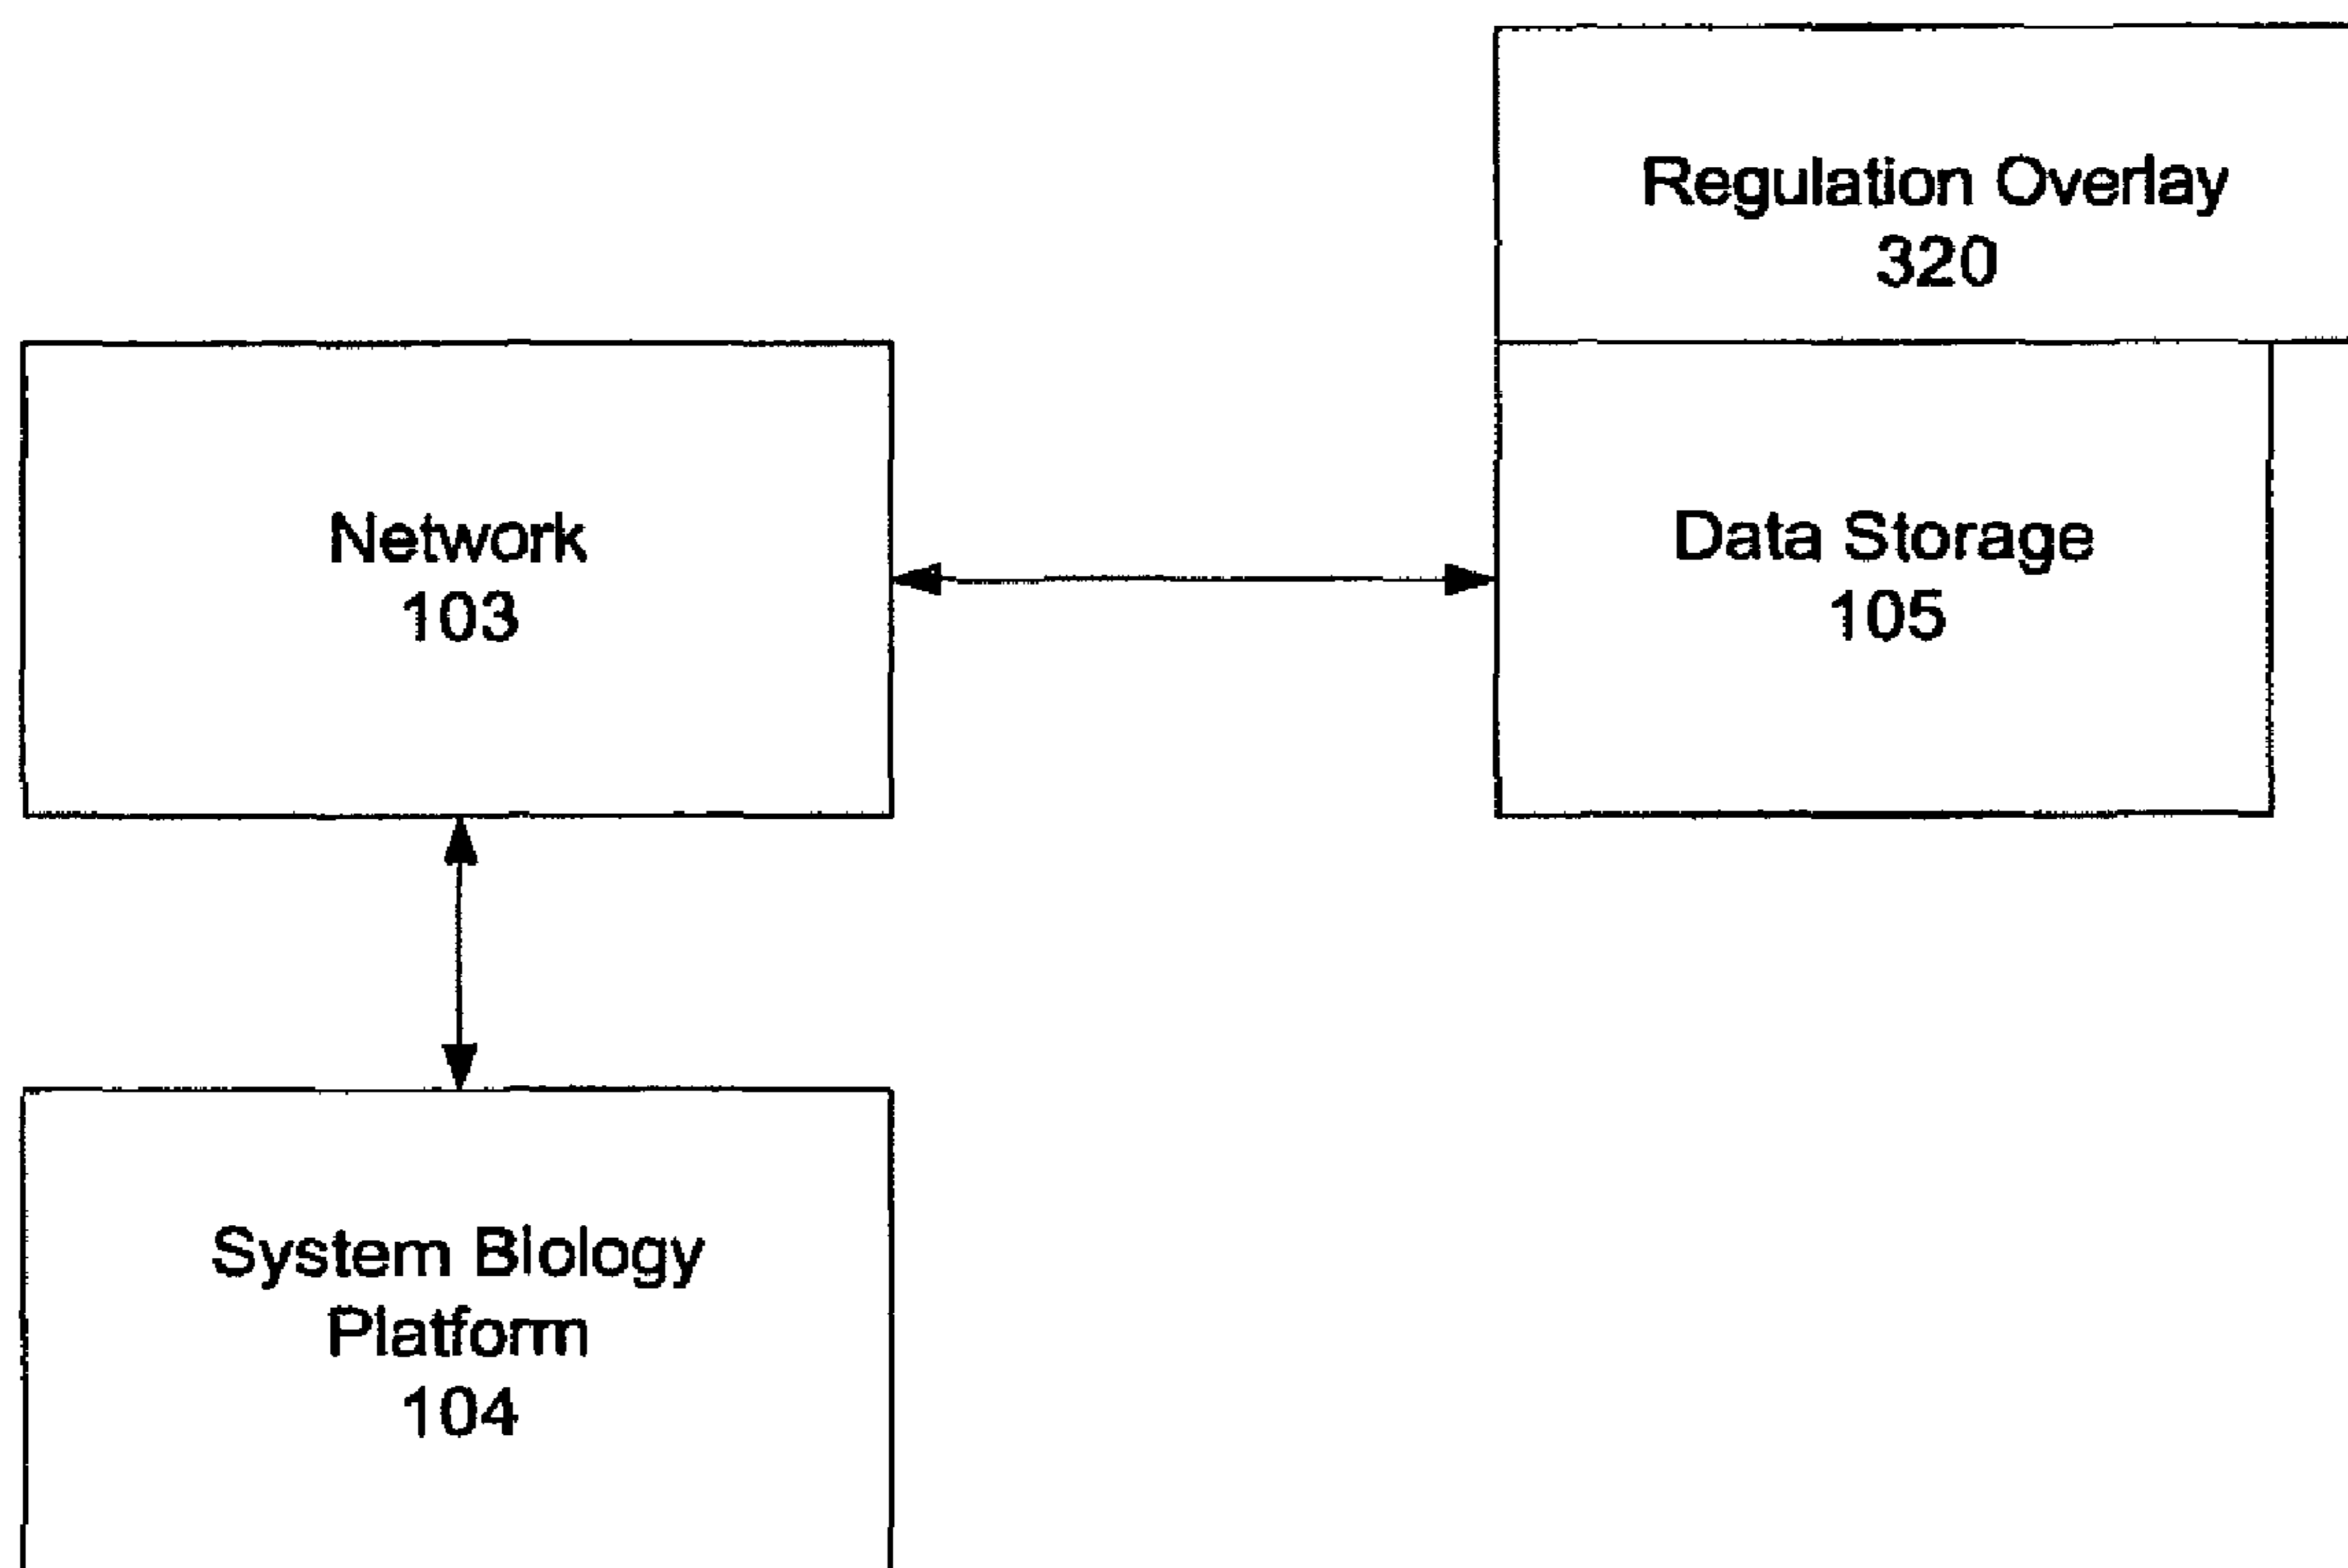 Regulation Overlay
320
Network
103
Data Storage
105
System Biology
Platform
104